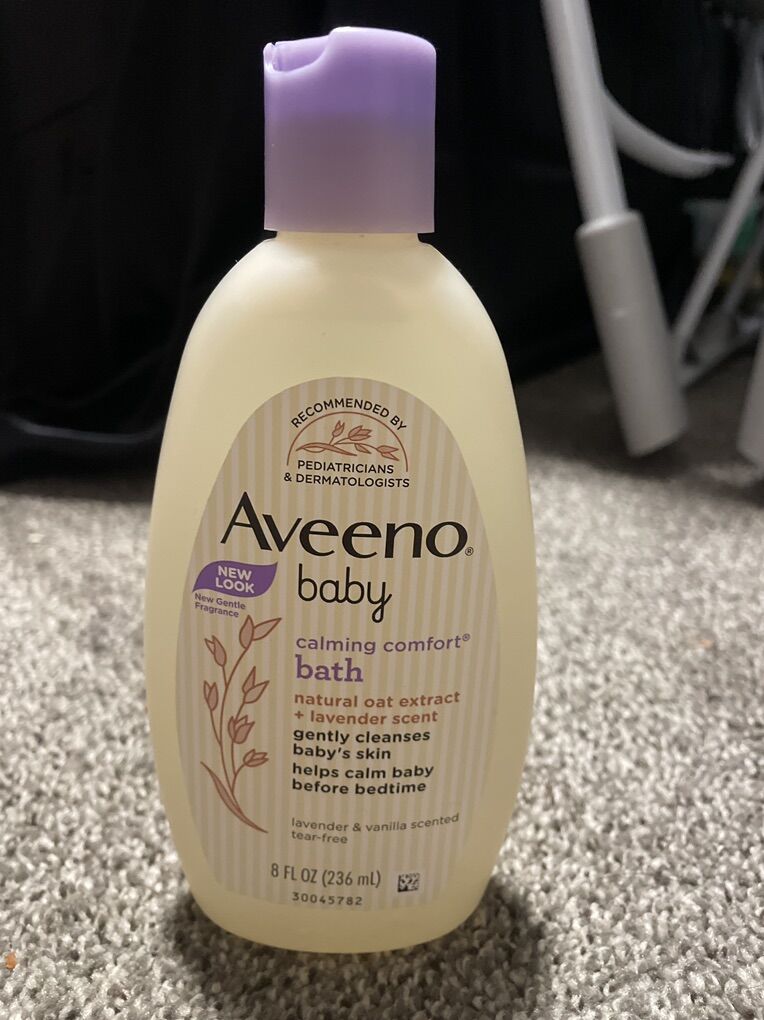 RECOMMENDED BY
PEDIATRICIANS
& DERMATOLOGISTS
Aveeno®
baby
NEW
LOOK
New Gentle
Fragrance
calming comfort®
bath
natural oat extract
+ lavender scent
gently cleanses
baby's skin
helps calm baby
before bedtime
lavender & vanilla scented
tear-free
8 FL OZ (236 mL)
30045782